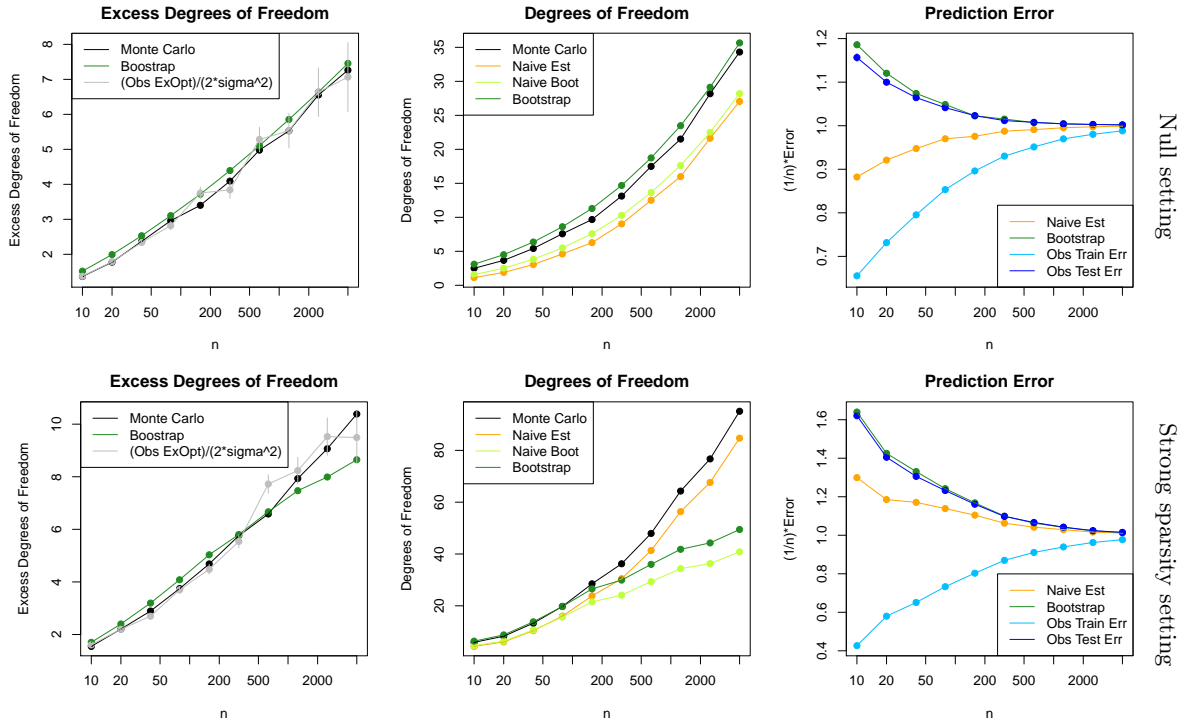 Excess Degrees of Freedom
Excess Degrees of Freedom
8
7
6
5
4
3
2
Monte Carlo
Boostrap
(Obs ExOpt)/(2*sigma^2)
10 20 50 200 500 2000
n
Degrees of Freedom
Degrees of Freedom
35
30
25
20
15
10
5
0
Monte Carlo
Naive Est
Naive Boot
Bootstrap
10 20 50 200 500 2000
n
Prediction Error
(1/n)*Error
1.2
1.1
1.0
0.9
0.8
0.7
Naive Est
Bootstrap
Obs Train Err
Obs Test Err
10 20 50 200 500 2000
n
Null setting
Excess Degrees of Freedom
Excess Degrees of Freedom
10
8
6
4
2
Monte Carlo
Boostrap
(Obs ExOpt)/(2*sigma^2)
10 20 50 200 500 2000
n
Degrees of Freedom
Degrees of Freedom
80
60
40
20
Monte Carlo
Naive Est
Naive Boot
Bootstrap
10 20 50 200 500 2000
n
Prediction Error
(1/n)*Error
1.6
1.4
1.2
1.0
0.8
0.6
0.4
Naive Est
Bootstrap
Obs Train Err
Obs Test Err
10 20 50 200 500 2000
n
Strong sparsity setting